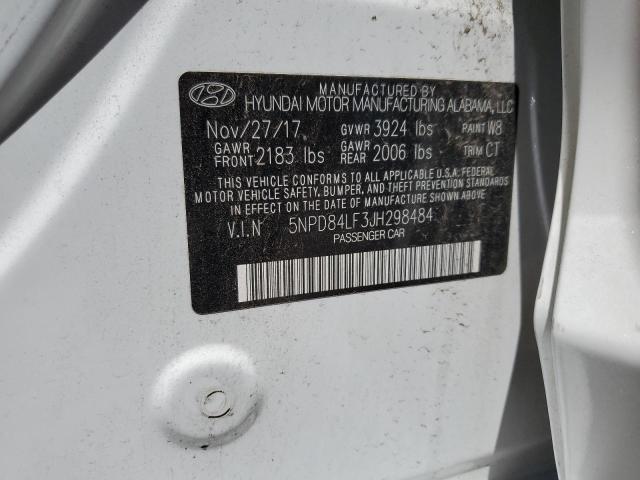 MANUFACTURED BY
HYUNDAI MOTOR MANUFACTURING ALABAMA, LLC
Nov/27/17 GVWR 3924 lbs PAINT W8
GAWR FRONT 2183 lbs GAWR REAR 2006 lbs TRIM CT
THIS VEHICLE CONFORMS TO ALL APPLICABLE U.S.A. FEDERAL
MOTOR VEHICLE SAFETY, BUMPER, AND THEFT PREVENTION STANDARDS
IN EFFECT ON THE DATE OF MANUFACTURE SHOWN ABOVE.
V.I.N 5NPD84LF3JH298484
PASSENGER CAR